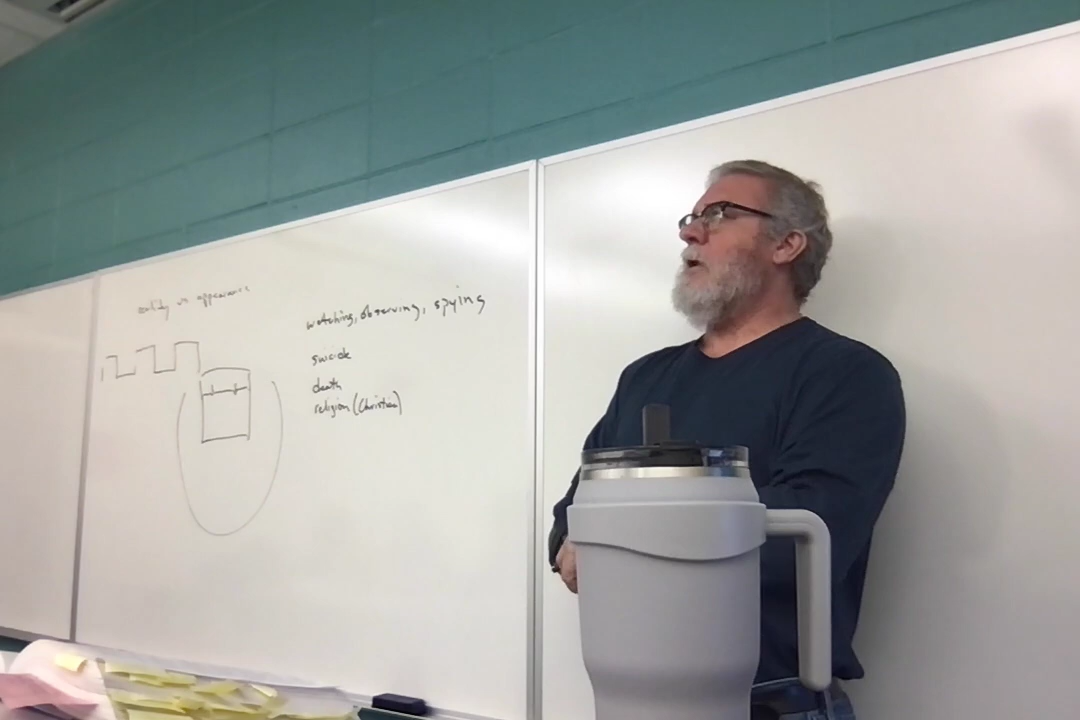 reality vs appearance
watching, observing, spying
suicide
death
religion (Christian)